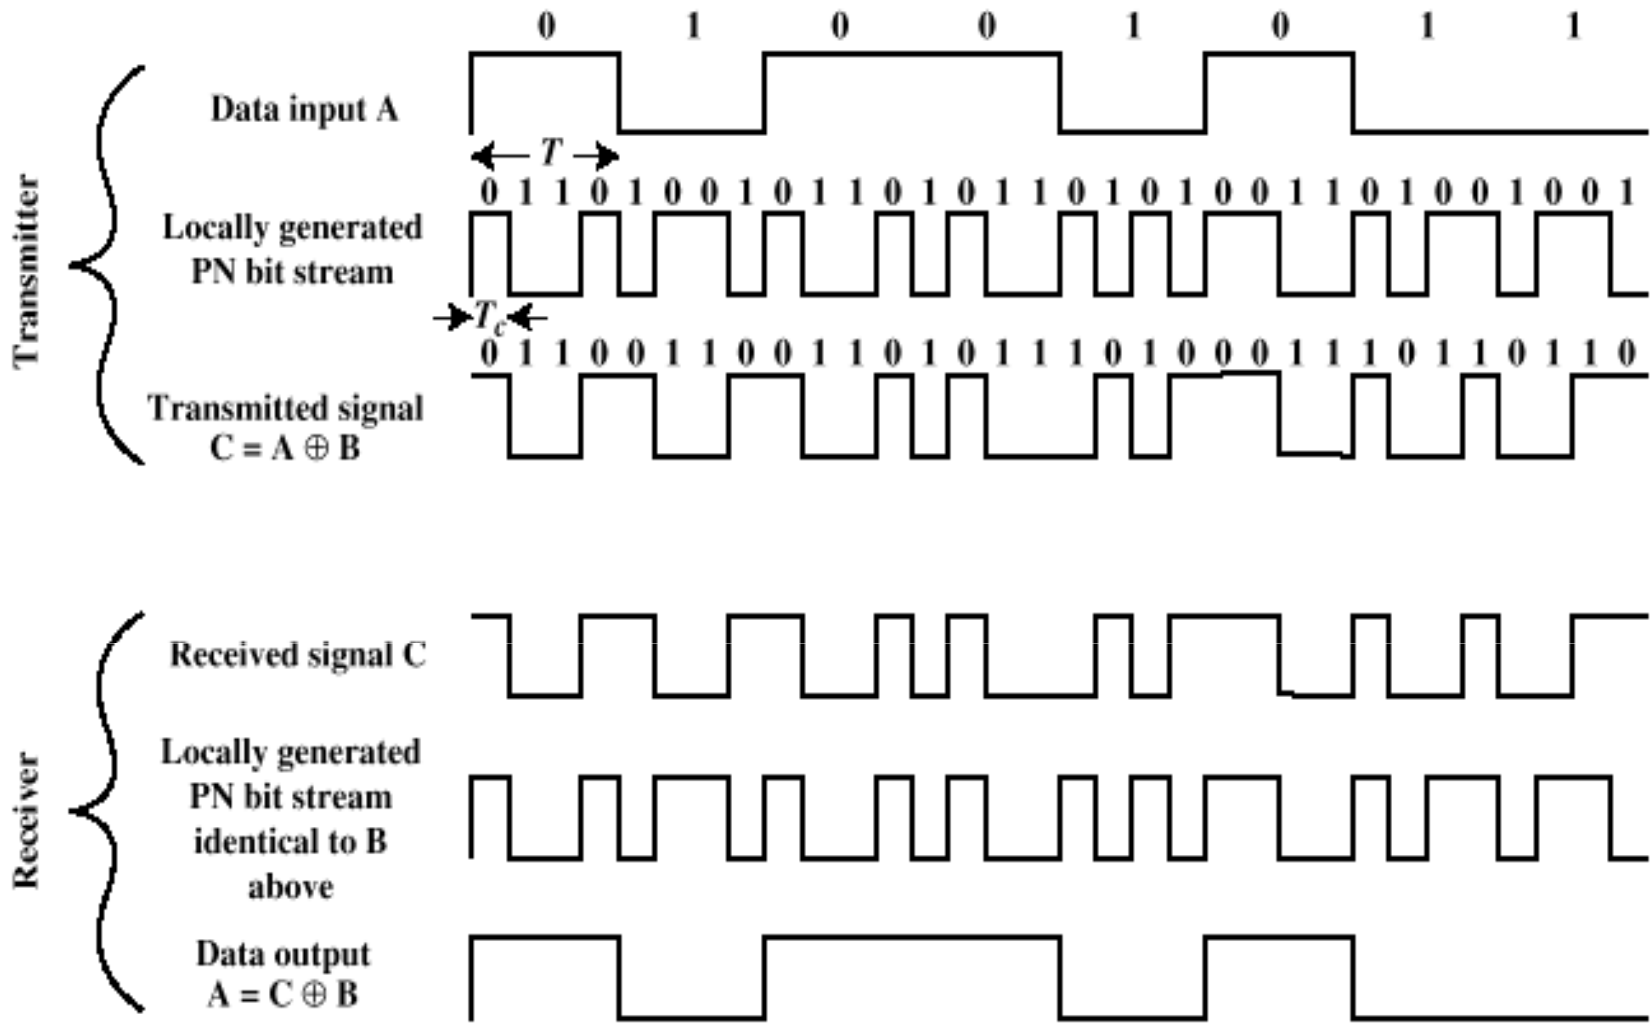 0 1 0 0 1 0 1 1
Transmitter
Data input A
T
0 1 1 0 1 0 0 1 0 1 1 0 1 0 1 1 0 1 0 1 0 0 1 1 0 1 0 0 1 0 0 1
Locally generated
PN bit stream
Tc
0 1 1 0 0 1 1 0 0 1 1 0 1 0 1 1 1 0 1 0 0 0 1 1 1 0 1 1 0 1 1 0
Transmitted signal
C = A ⊕ B
Receiver
Received signal C
Locally generated
PN bit stream
identical to B
above
Data output
A = C ⊕ B